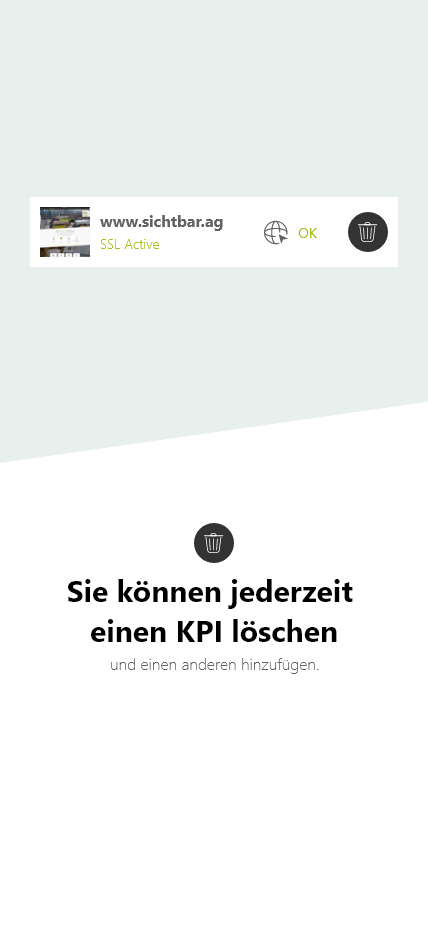 www.sichtbar.ag
SSL Active
OK
Sie können jederzeit
einen KPI löschen
und einen anderen hinzufügen.